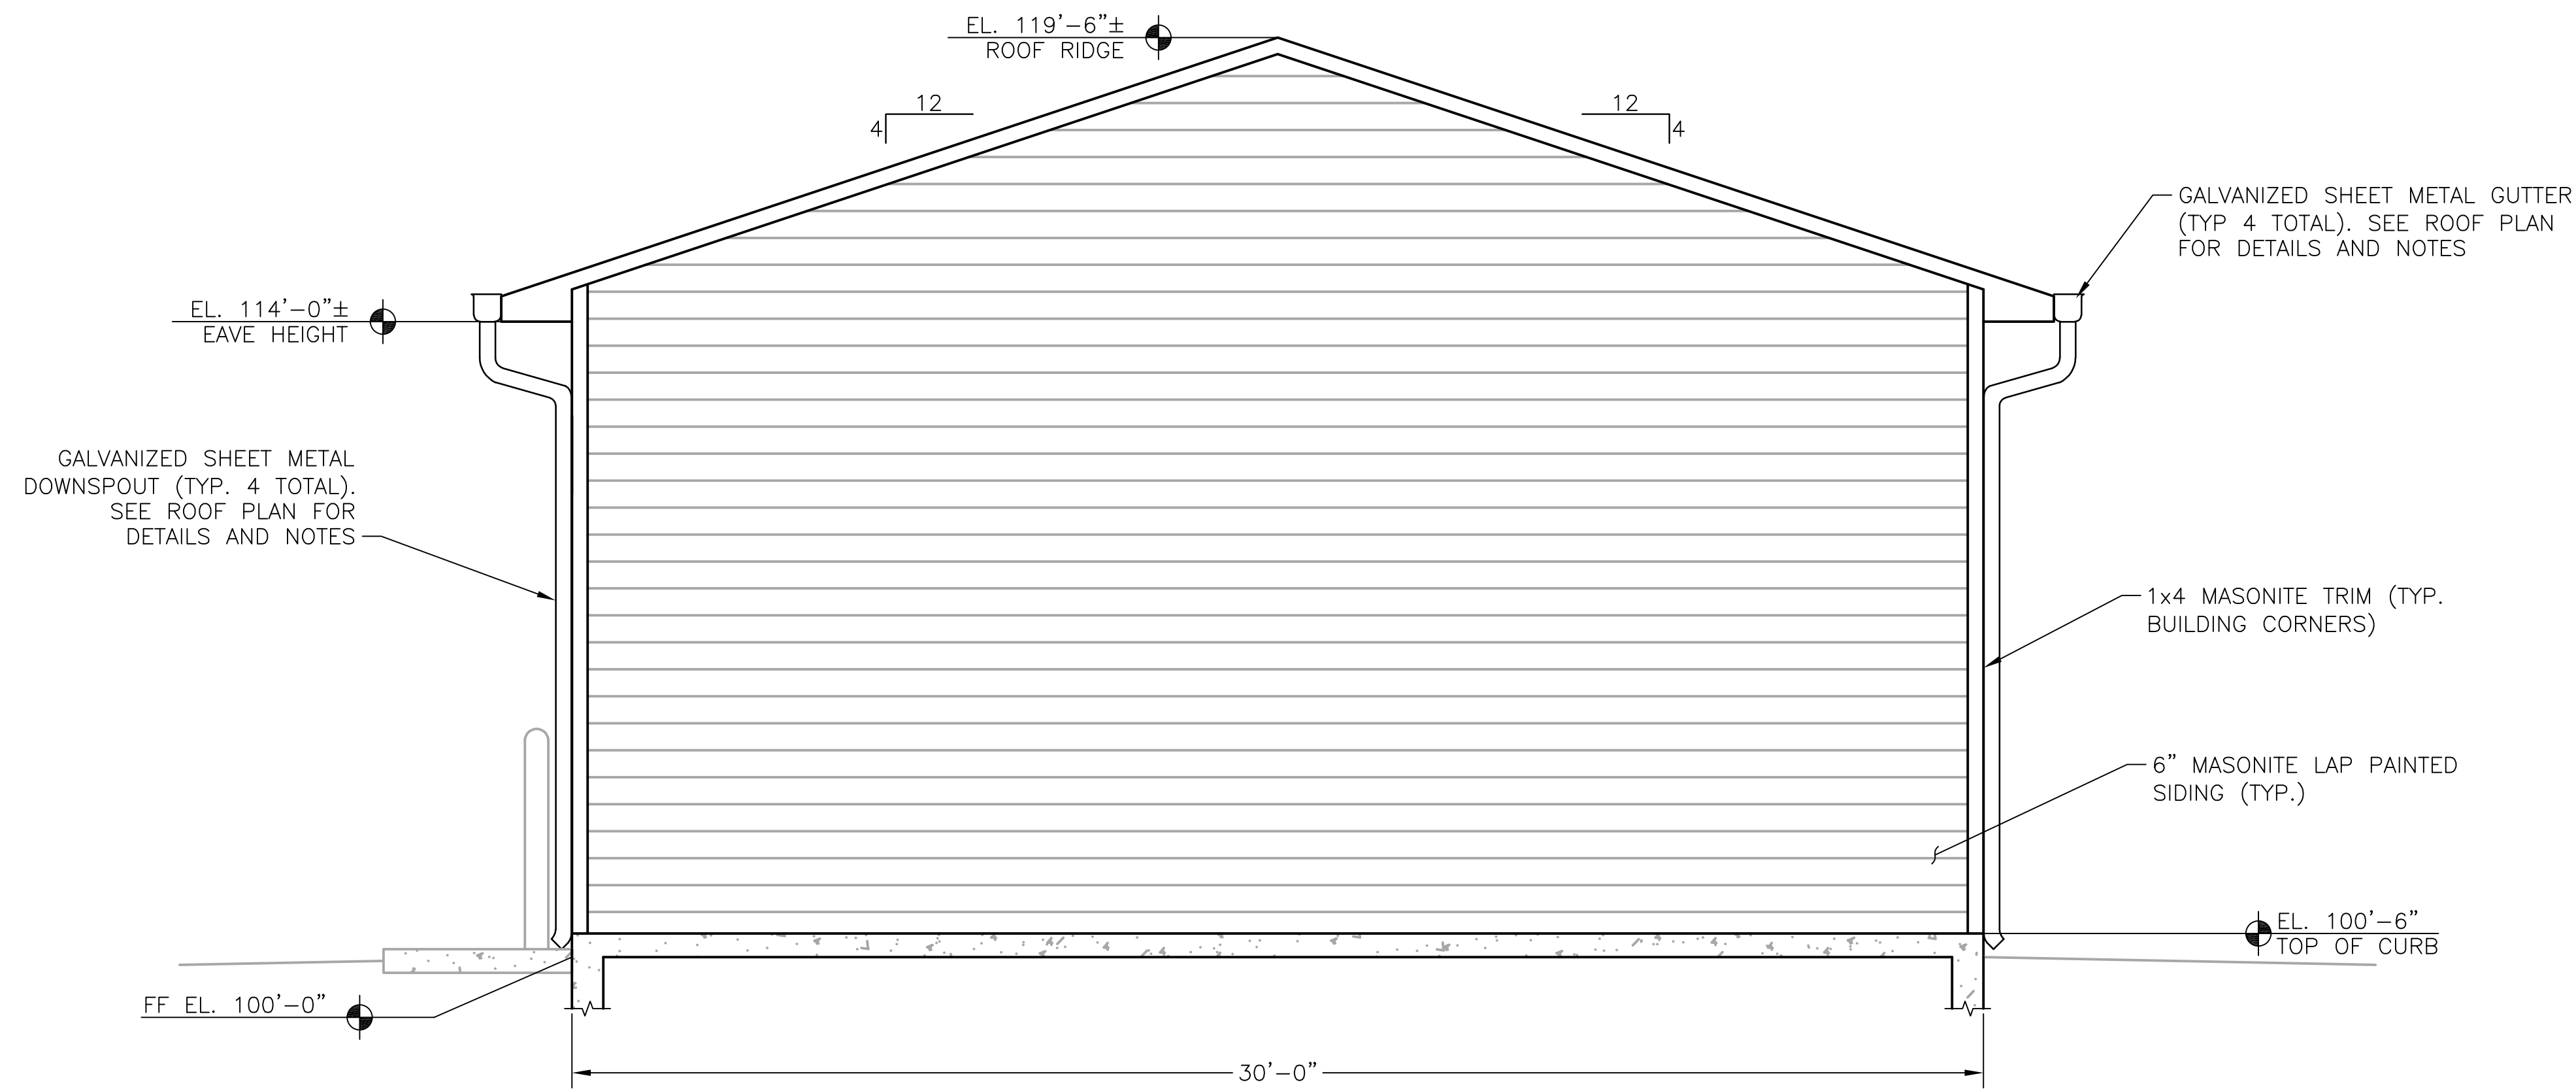 EL. 119'-6"±
ROOF RIDGE
12
4
12
4
GALVANIZED SHEET METAL GUTTER
(TYP 4 TOTAL). SEE ROOF PLAN
FOR DETAILS AND NOTES
EL. 114'-0"±
EAVE HEIGHT
GALVANIZED SHEET METAL
DOWNSPOUT (TYP. 4 TOTAL).
SEE ROOF PLAN FOR
DETAILS AND NOTES
1x4 MASONITE TRIM (TYP.
BUILDING CORNERS)
6" MASONITE LAP PAINTED
SIDING (TYP.)
EL. 100'-6"
TOP OF CURB
FF EL. 100'-0"
30'-0"